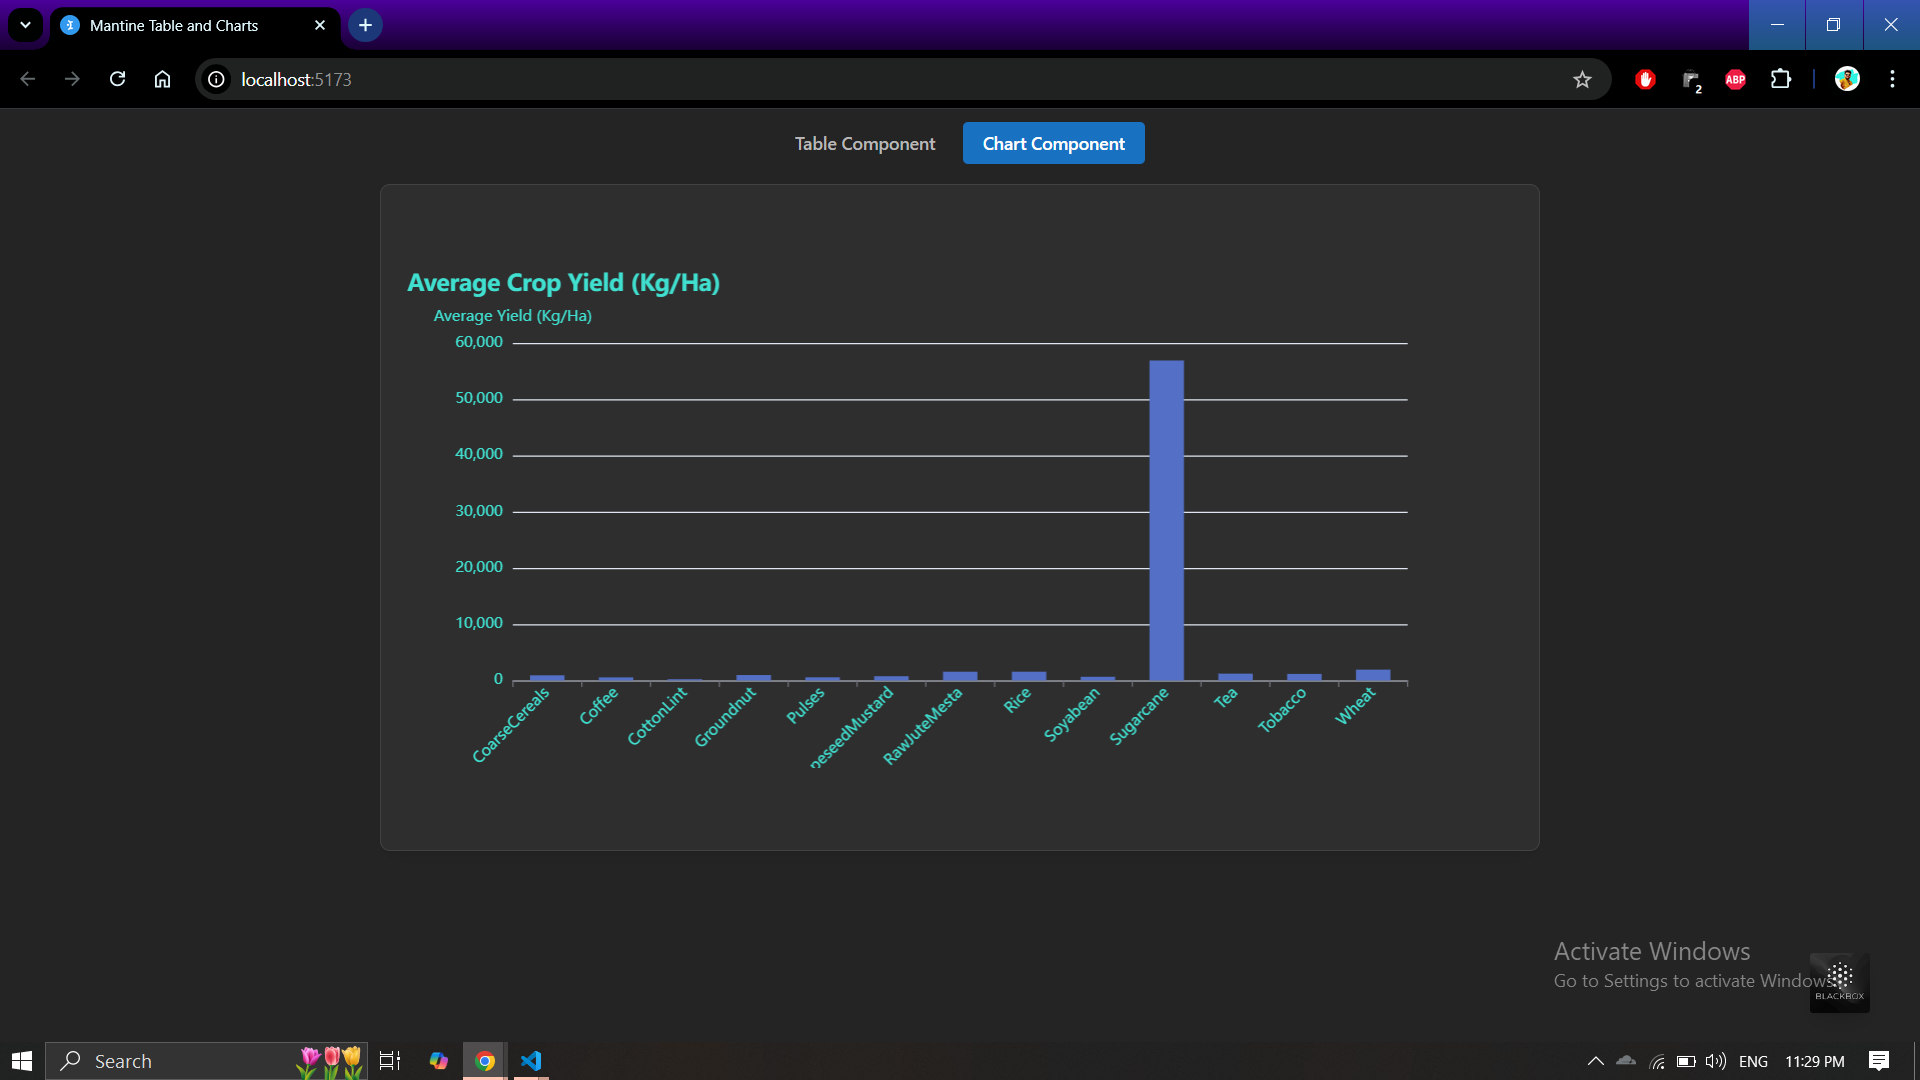 Mantine Table and Charts
localhost:5173
2
ABP
Table Component
Chart Component
Average Crop Yield (Kg/Ha)
Average Yield (Kg/Ha)
60,000
50,000
40,000
30,000
20,000
10,000
0
CoarseCereals
Coffee
CottonLint
Groundnut
Pulses
peseedMustard
RawJuteMesta
Rice
Soyabean
Sugarcane
Tea
Tobacco
Wheat
Activate Windows
Go to Settings to activate Windows
BLACKBOX
Search
ENG
11:29 PM